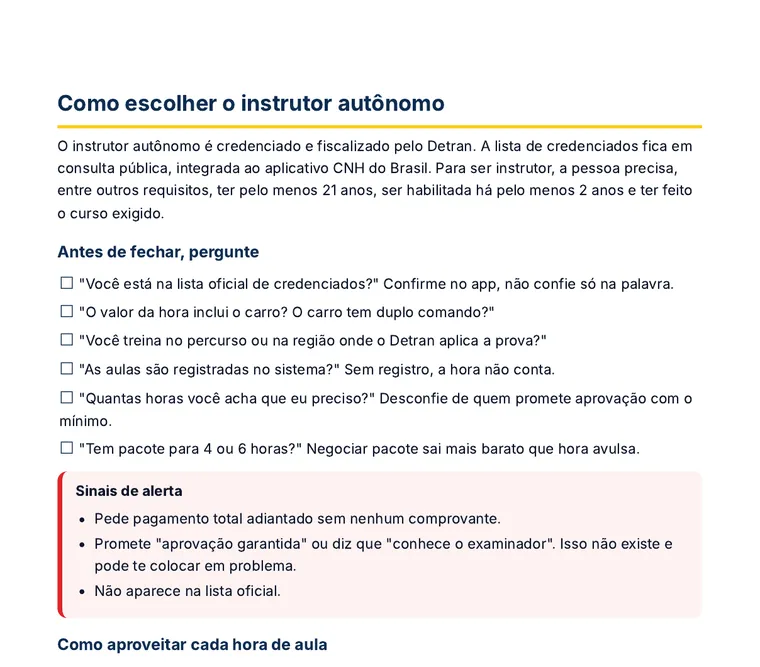 Como escolher o instrutor autônomo
O instrutor autônomo é credenciado e fiscalizado pelo Detran. A lista de credenciados fica em
consulta pública, integrada ao aplicativo CNH do Brasil. Para ser instrutor, a pessoa precisa,
entre outros requisitos, ter pelo menos 21 anos, ser habilitada há pelo menos 2 anos e ter feito
o curso exigido.
Antes de fechar, pergunte
☐ "Você está na lista oficial de credenciados?" Confirme no app, não confie só na palavra.
☐ "O valor da hora inclui o carro? O carro tem duplo comando?"
☐ "Você treina no percurso ou na região onde o Detran aplica a prova?"
☐ "As aulas são registradas no sistema?" Sem registro, a hora não conta.
☐ "Quantas horas você acha que eu preciso?" Desconfie de quem promete aprovação com o
mínimo.
☐ "Tem pacote para 4 ou 6 horas?" Negociar pacote sai mais barato que hora avulsa.
Sinais de alerta
• Pede pagamento total adiantado sem nenhum comprovante.
• Promete "aprovação garantida" ou diz que "conhece o examinador". Isso não existe e
pode te colocar em problema.
• Não aparece na lista oficial.
Como aproveitar cada hora de aula